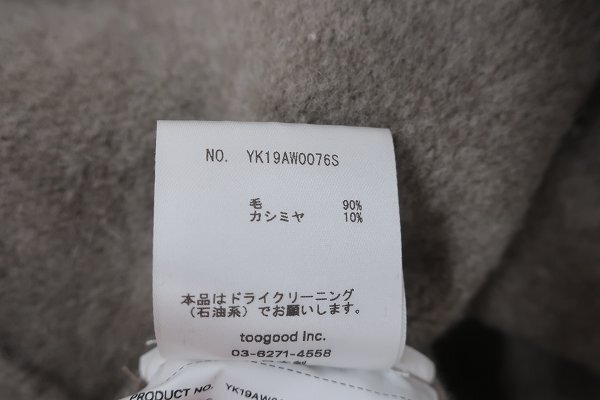 NO. YK19AW0076S
毛 90%
カシミヤ 10%
本品はドライクリーニング
（石油系）でお願いします。
toogood inc.
03-6271-4558
PRODUCT NO. YK19AW0